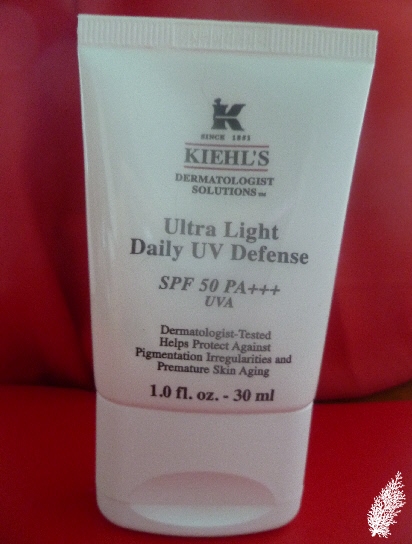 K
SINCE 1851
KIEHL'S
DERMATOLOGIST
SOLUTIONS℠
Ultra Light
Daily UV Defense
SPF 50 PA+++
UVA
Dermatologist-Tested
Helps Protect Against
Pigmentation Irregularities and
Premature Skin Aging
1.0 fl. oz. - 30 ml